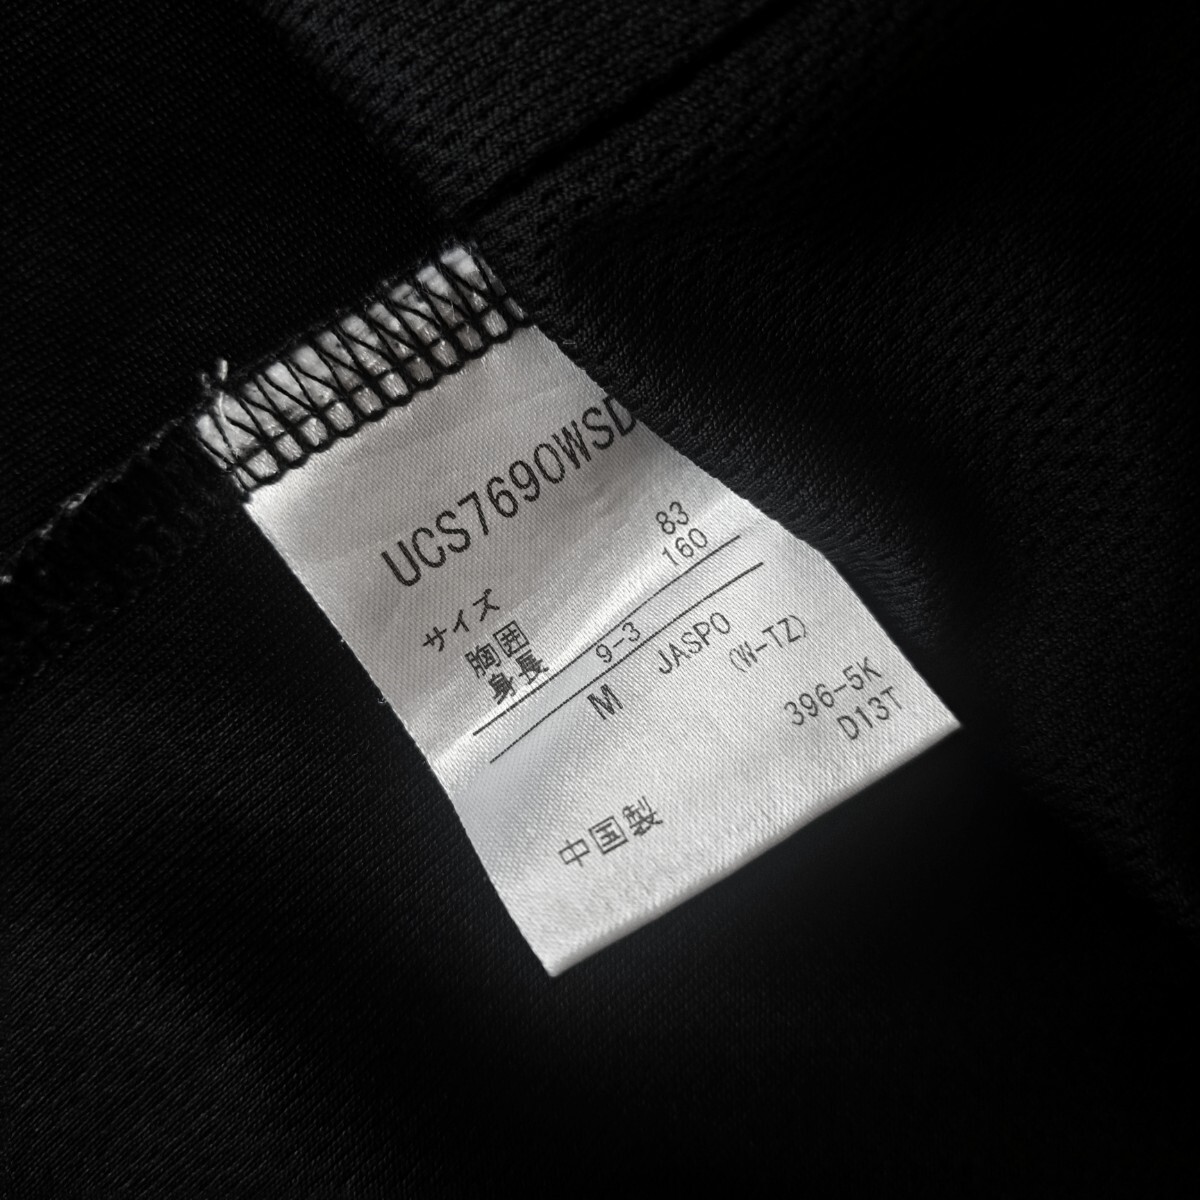 UCS7690WSD
サイズ
胸囲 83
身長 160
9-3
M JASPO
(W-TZ)
396-5K
D13T
中国製